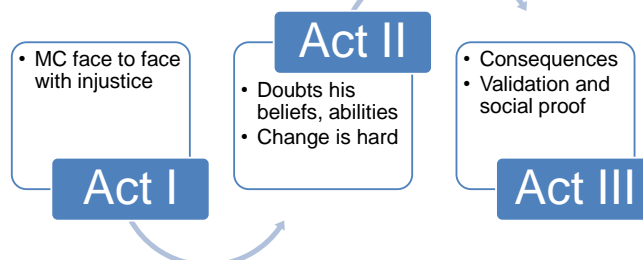 • MC face to face
with injustice
Act I
Act II
• Doubts his
beliefs, abilities
• Change is hard
• Consequences
• Validation and
social proof
Act III